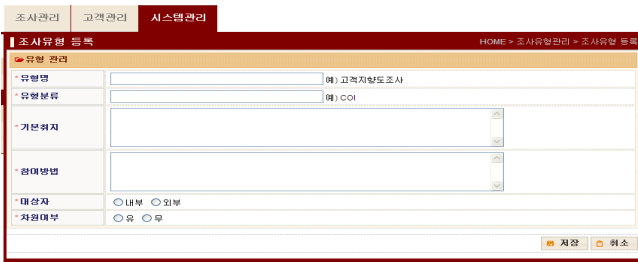 조사관리 고객관리 시스템관리
조사유형 등록 HOME > 조사유형관리 > 조사유형 등록
유형 관리
*유형명 예) 고객지향도조사
*유형분류 예) COI
*기본취지
*참여방법
*대상자 내부 외부
*차원여부 유 무
저장 취소